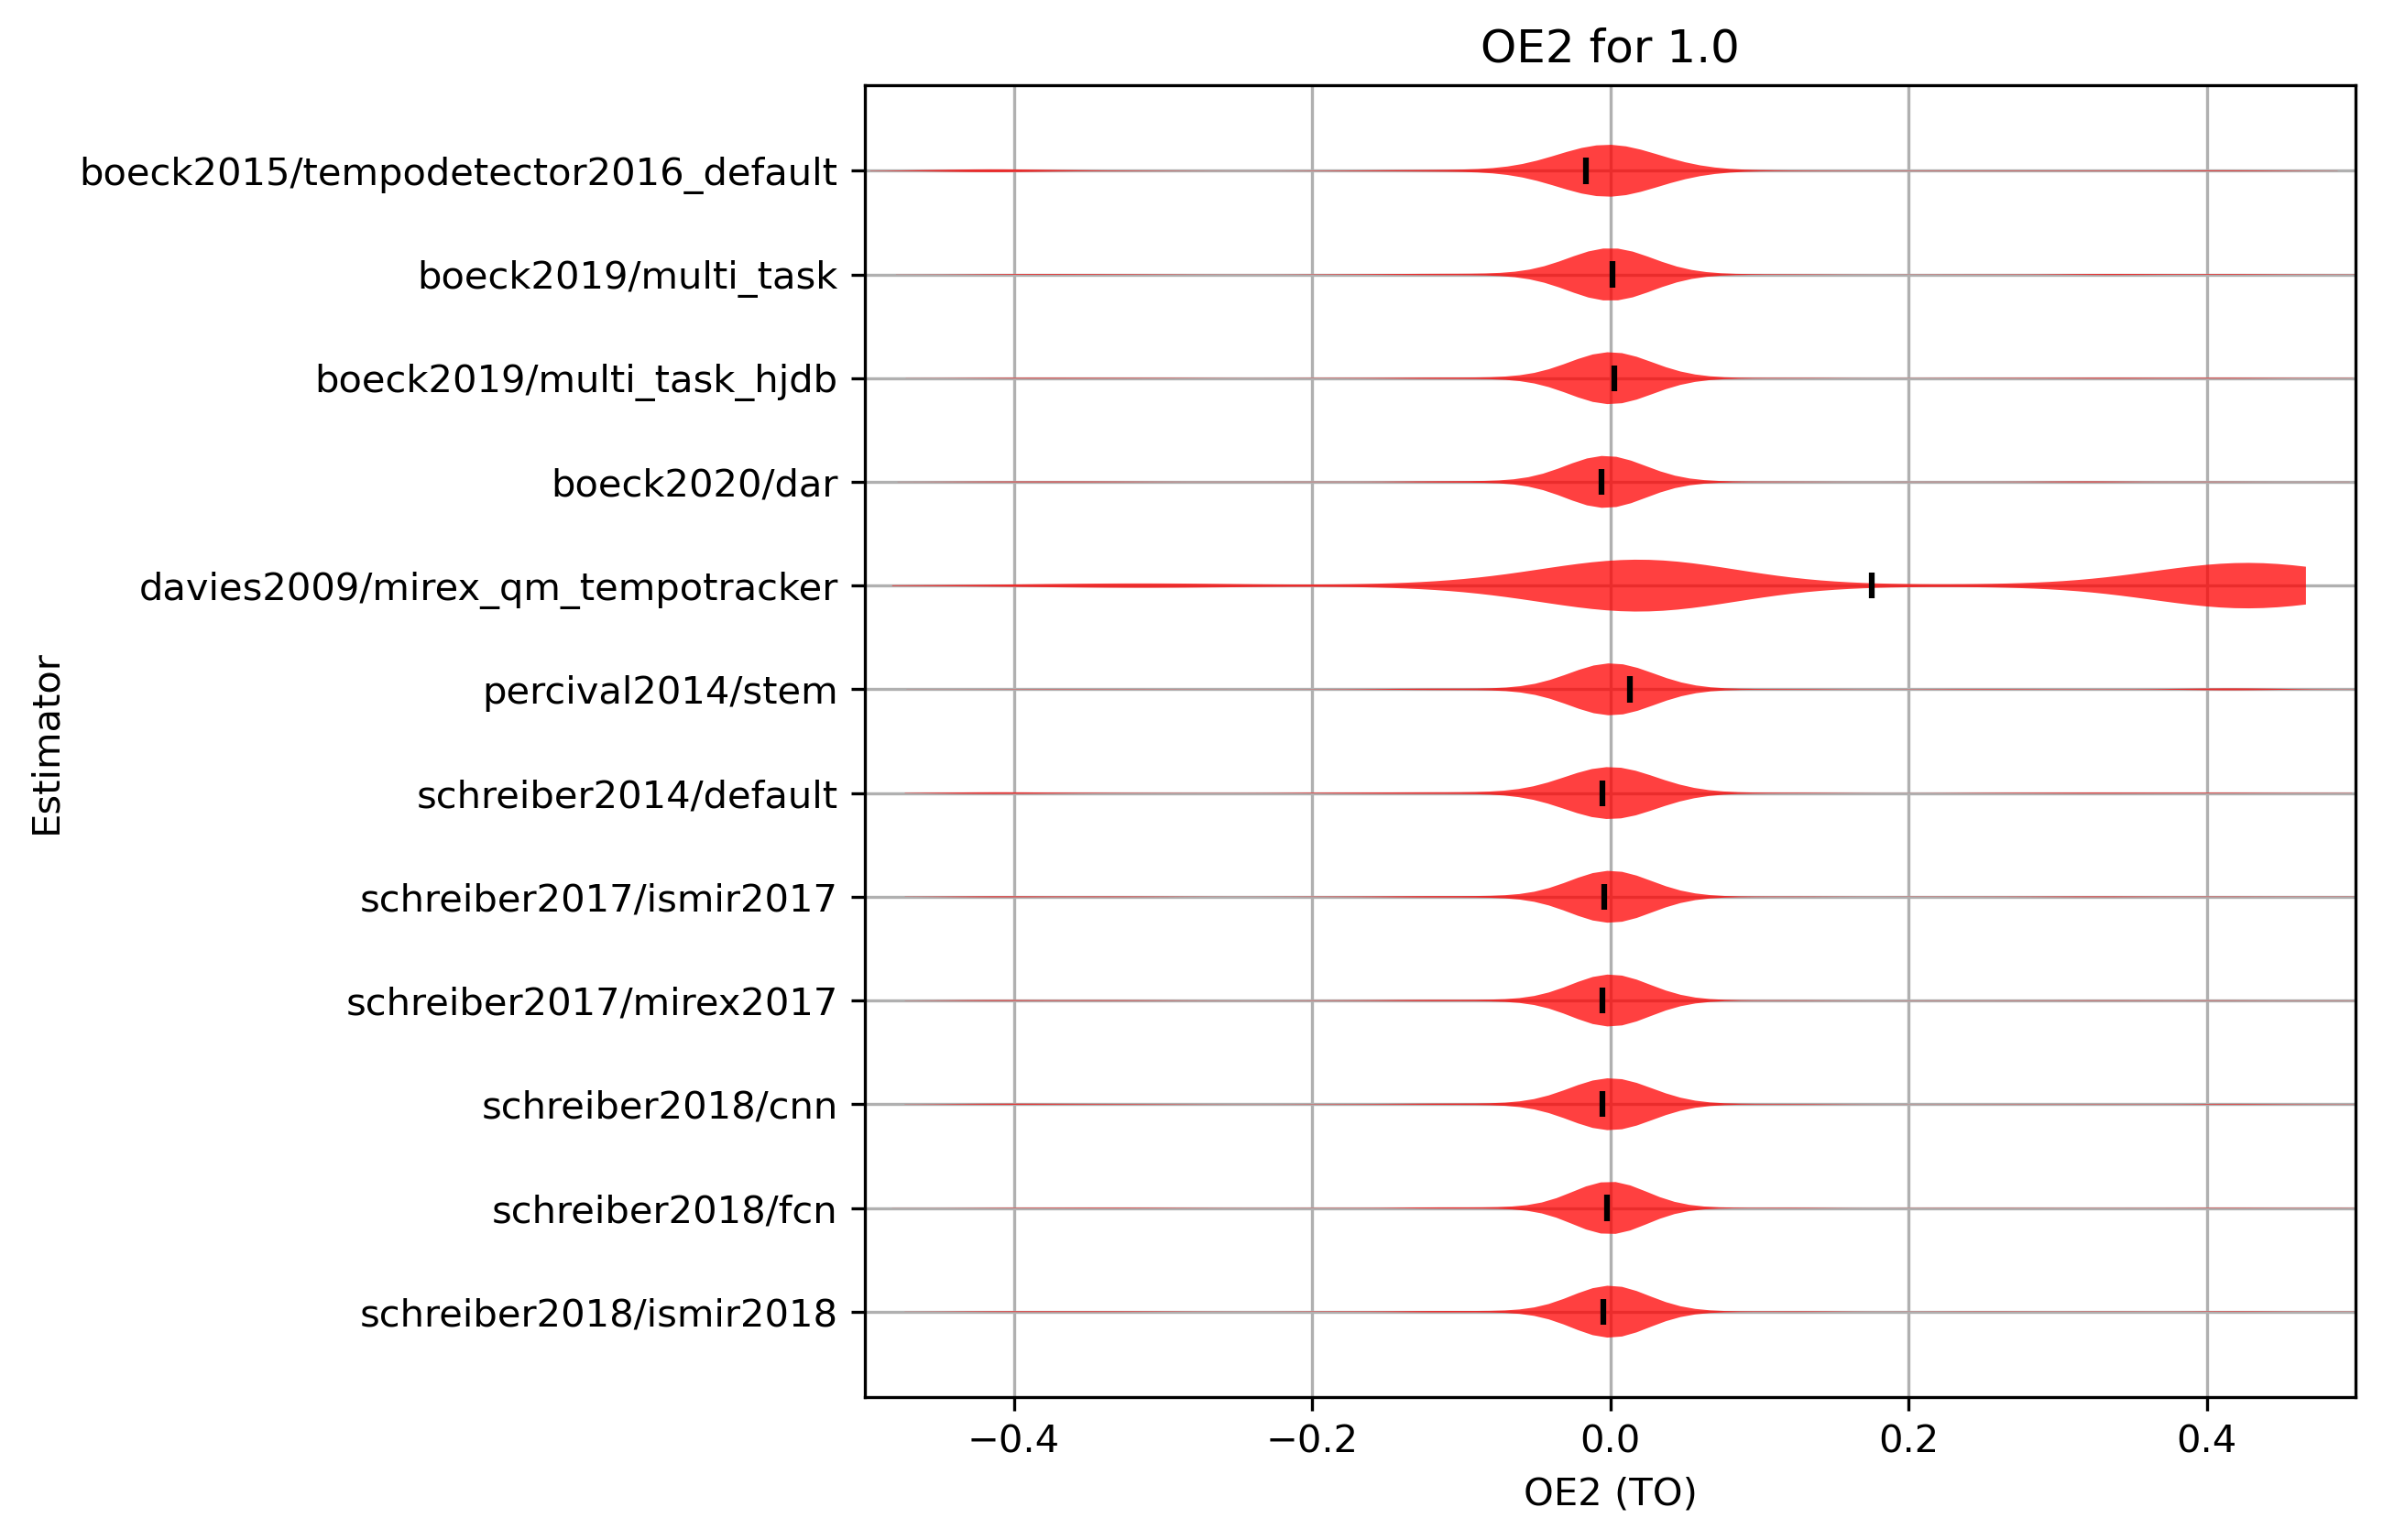 OE2 for 1.0
boeck2015/tempodetector2016_default
boeck2019/multi_task
boeck2019/multi_task_hjdb
boeck2020/dar
davies2009/mirex_qm_tempotracker
percival2014/stem
schreiber2014/default
schreiber2017/ismir2017
schreiber2017/mirex2017
schreiber2018/cnn
schreiber2018/fcn
schreiber2018/ismir2018
Estimator
−0.4 −0.2 0.0 0.2 0.4
OE2 (TO)